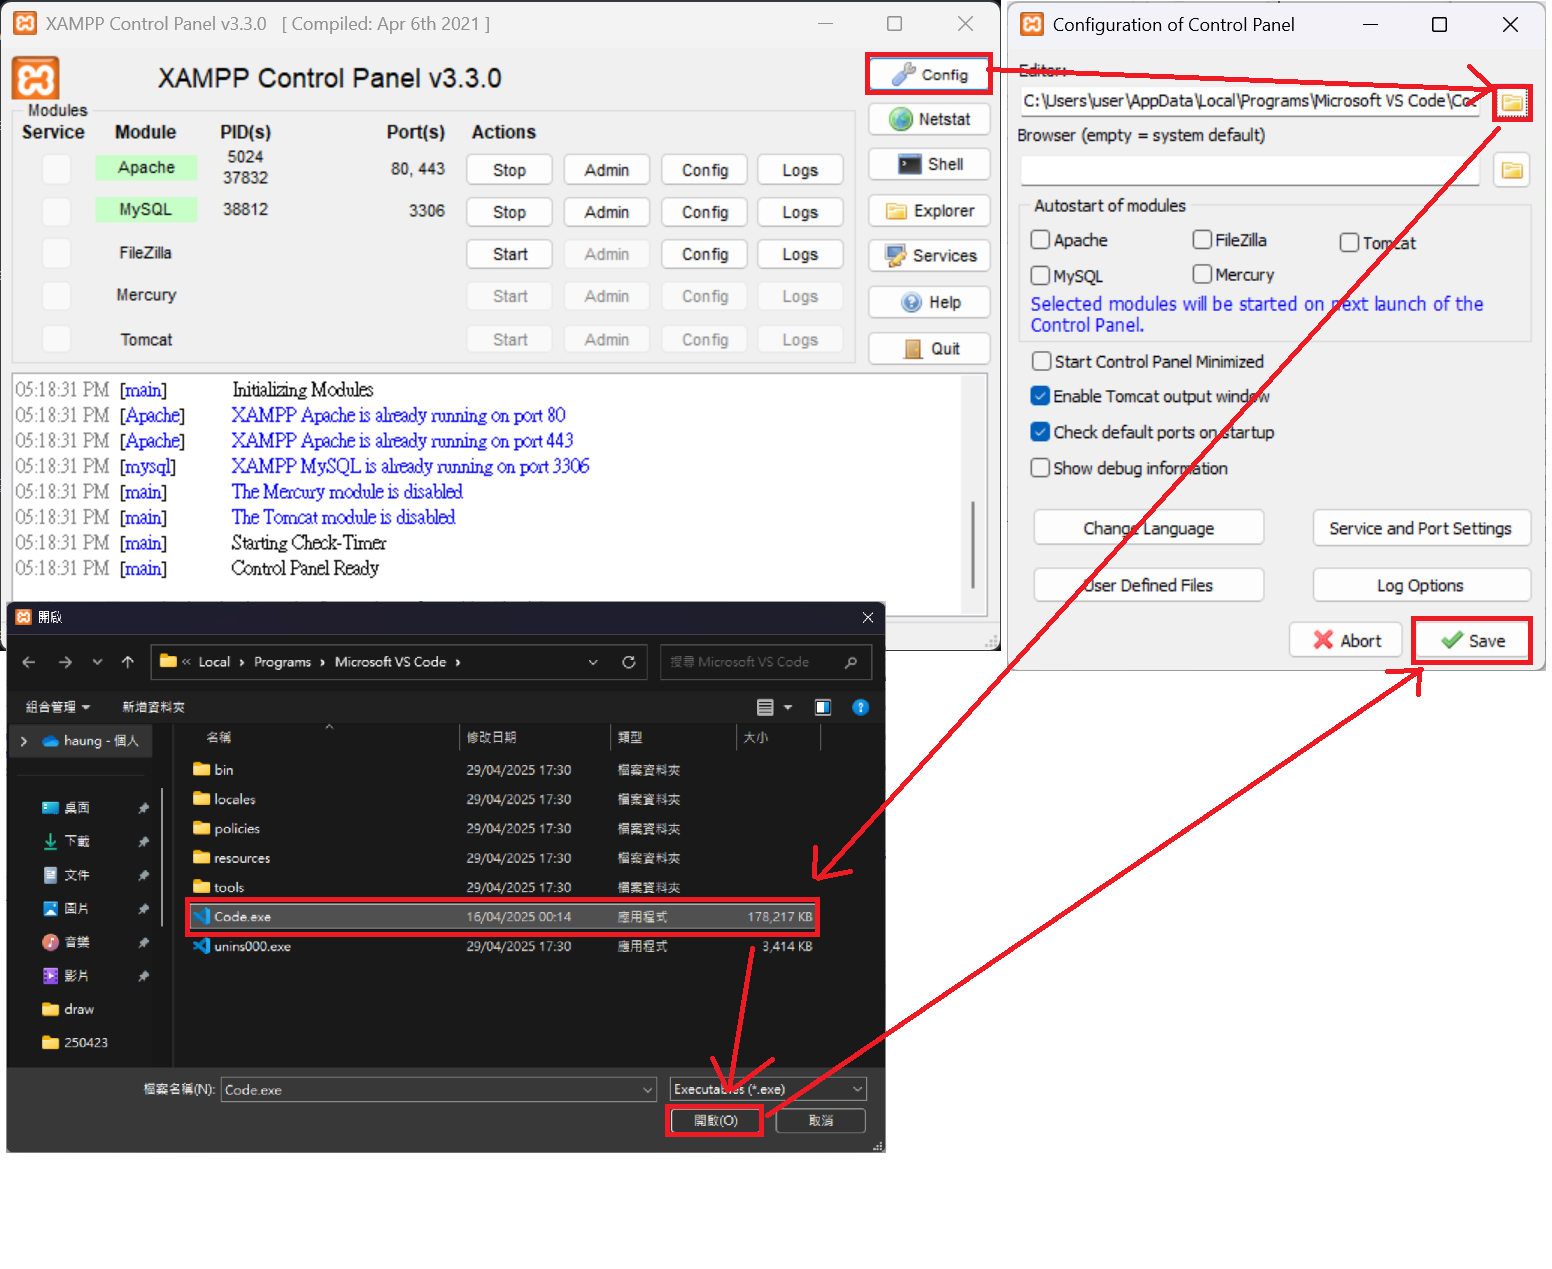 XAMPP Control Panel v3.3.0 [ Compiled: Apr 6th 2021 ]
XAMPP Control Panel v3.3.0
Config
Modules
Service Module PID(s) Port(s) Actions
Netstat
Apache 5024 37832 80, 443 Stop Admin Config Logs
Shell
MySQL 38812 3306 Stop Admin Config Logs
Explorer
FileZilla Start Admin Config Logs
Services
Mercury Start Admin Config Logs
Help
Tomcat Start Admin Config Logs
Quit
05:18:31 PM [main] Initializing Modules
05:18:31 PM [Apache] XAMPP Apache is already running on port 80
05:18:31 PM [Apache] XAMPP Apache is already running on port 443
05:18:31 PM [mysql] XAMPP MySQL is already running on port 3306
05:18:31 PM [main] The Mercury module is disabled
05:18:31 PM [main] The Tomcat module is disabled
05:18:31 PM [main] Starting Check-Timer
05:18:31 PM [main] Control Panel Ready
Configuration of Control Panel
Editor:
C:\Users\user\AppData\Local\Programs\Microsoft VS Code\Co
Browser (empty = system default)
Autostart of modules
Apache FileZilla Tomcat
MySQL Mercury
Selected modules will be started on next launch of the
Control Panel.
Start Control Panel Minimized
Enable Tomcat output window
Check default ports on startup
Show debug information
Change Language Service and Port Settings
User Defined Files Log Options
Abort Save
開啟
« Local › Programs › Microsoft VS Code › 搜尋 Microsoft VS Code
組合管理 新增資料夾
haung - 個人
名稱 修改日期 類型 大小
bin 29/04/2025 17:30 檔案資料夾
locales 29/04/2025 17:30 檔案資料夾
policies 29/04/2025 17:30 檔案資料夾
resources 29/04/2025 17:30 檔案資料夾
tools 29/04/2025 17:30 檔案資料夾
Code.exe 16/04/2025 00:14 應用程式 178,217 KB
unins000.exe 29/04/2025 17:30 應用程式 3,414 KB
桌面
下載
文件
圖片
音樂
影片
draw
250423
檔案名稱(N): Code.exe Executables (*.exe)
開啟(O) 取消